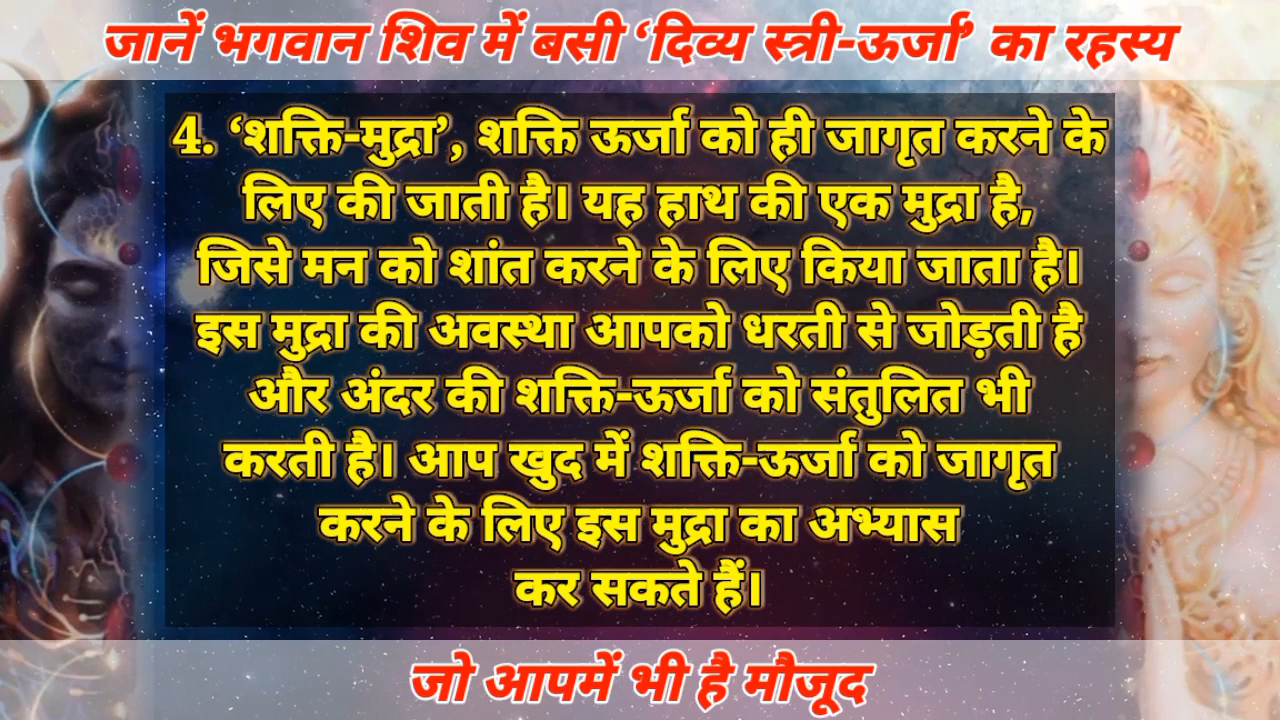 जानें भगवान शिव में बसी ‘दिव्य स्त्री-ऊर्जा’ का रहस्य
4. ‘शक्ति-मुद्रा’, शक्ति ऊर्जा को ही जागृत करने के
लिए की जाती है। यह हाथ की एक मुद्रा है,
जिसे मन को शांत करने के लिए किया जाता है।
इस मुद्रा की अवस्था आपको धरती से जोड़ती है
और अंदर की शक्ति-ऊर्जा को संतुलित भी
करती है। आप खुद में शक्ति-ऊर्जा को जागृत
करने के लिए इस मुद्रा का अभ्यास
कर सकते हैं।
जो आपमें भी है मौजूद